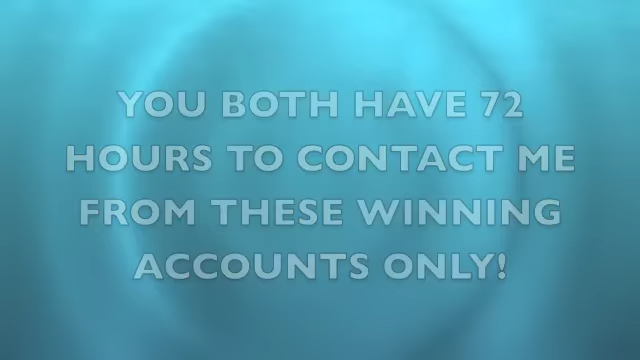 YOU BOTH HAVE 72
HOURS TO CONTACT ME
FROM THESE WINNING
ACCOUNTS ONLY!